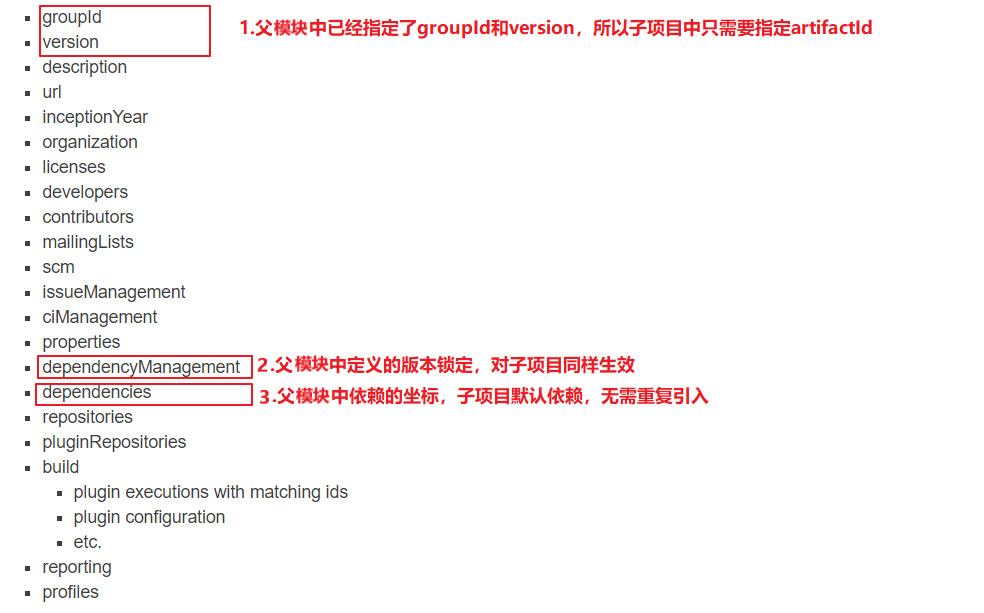 groupId
1.父模块中已经指定了groupId和version，所以子项目中只需要指定artifactId
version
description
url
inceptionYear
organization
licenses
developers
contributors
mailingLists
scm
issueManagement
ciManagement
properties
dependencyManagement 2.父模块中定义的版本锁定，对子项目同样生效
dependencies 3.父模块中依赖的坐标，子项目默认依赖，无需重复引入
repositories
pluginRepositories
build
plugin executions with matching ids
plugin configuration
etc.
reporting
profiles